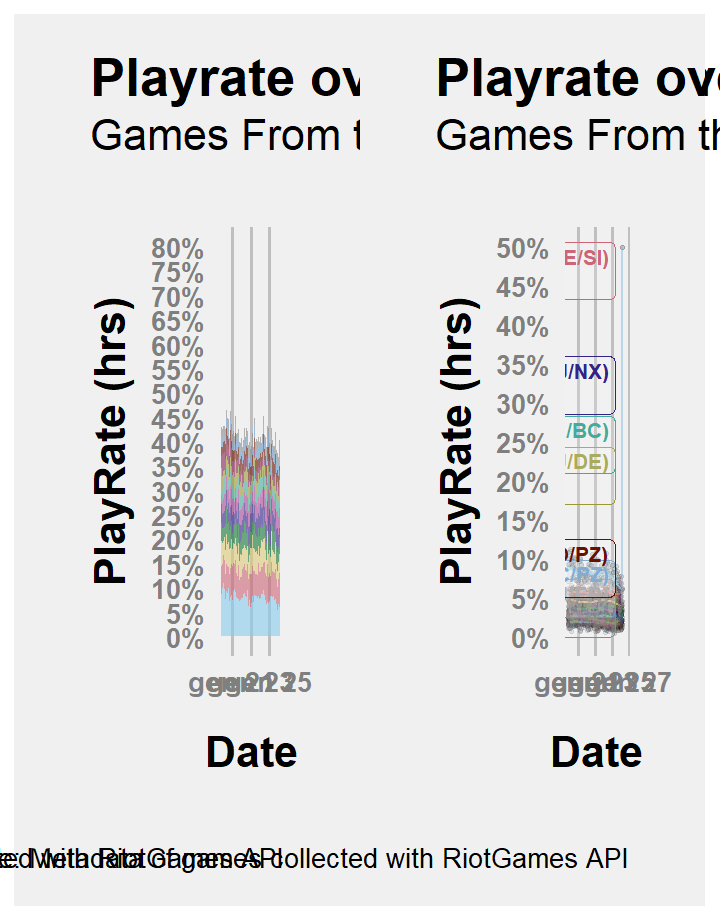 Playrate ov
Games From t
Playrate ove
Games From th
80%
75%
70%
65%
60%
55%
50%
45%
40%
35%
30%
25%
20%
15%
10%
5%
0%
PlayRate (hrs)
Date
50%
45%
40%
35%
30%
25%
20%
15%
10%
5%
0%
E/SI)
/NX)
/BC)
/DE)
/PZ)
/PZ)
PlayRate (hrs)
Date
collected with RiotGames API